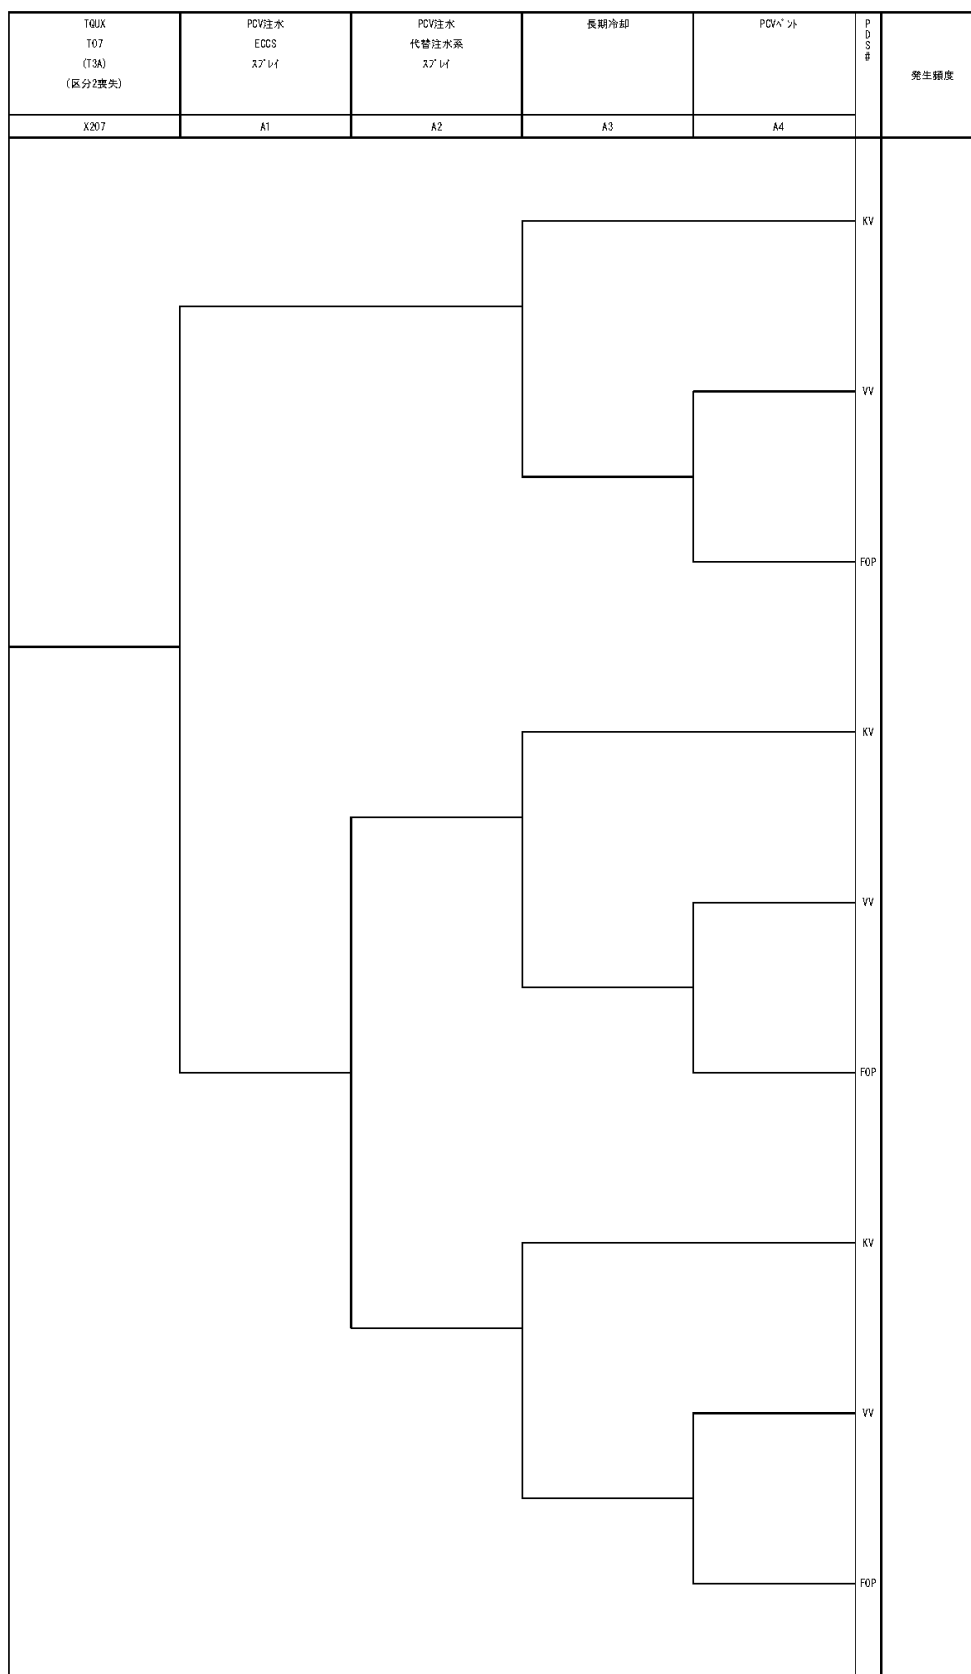 TQUX
T07
(T3A)
(区分2喪失)
PCV注水
ECCS
ｽﾌﾟﾚｲ
PCV注水
代替注水系
ｽﾌﾟﾚｲ
長期冷却
PCVﾍﾞﾝﾄ
PDS#
発生頻度
X207
A1
A2
A3
A4
KV
VV
FOP
KV
VV
FOP
KV
VV
FOP